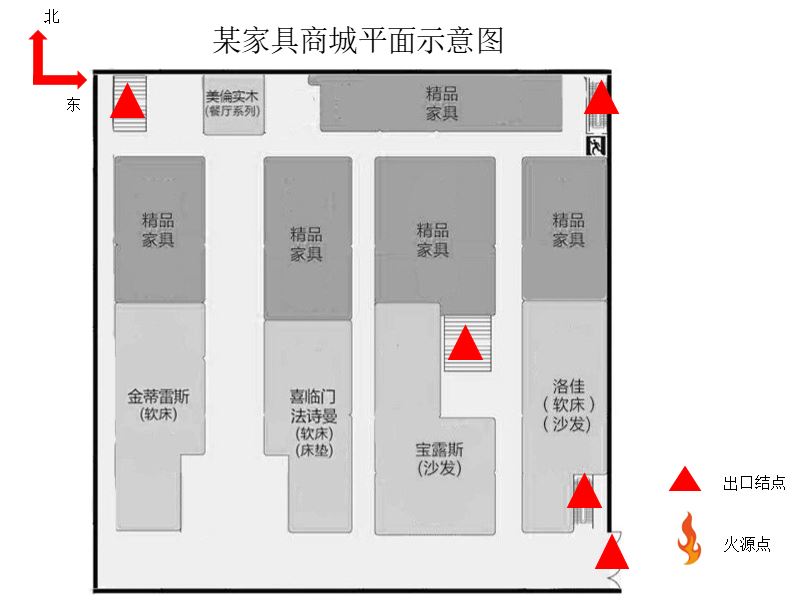 北
东
某家具商城平面示意图
美倫实木
(餐厅系列)
精品
家具
精品
家具
精品
家具
精品
家具
精品
家具
金蒂雷斯
(软床)
喜临门
法诗曼
(软床)
(床垫)
宝露斯
(沙发)
洛佳
(软床)
(沙发)
出口结点
火源点